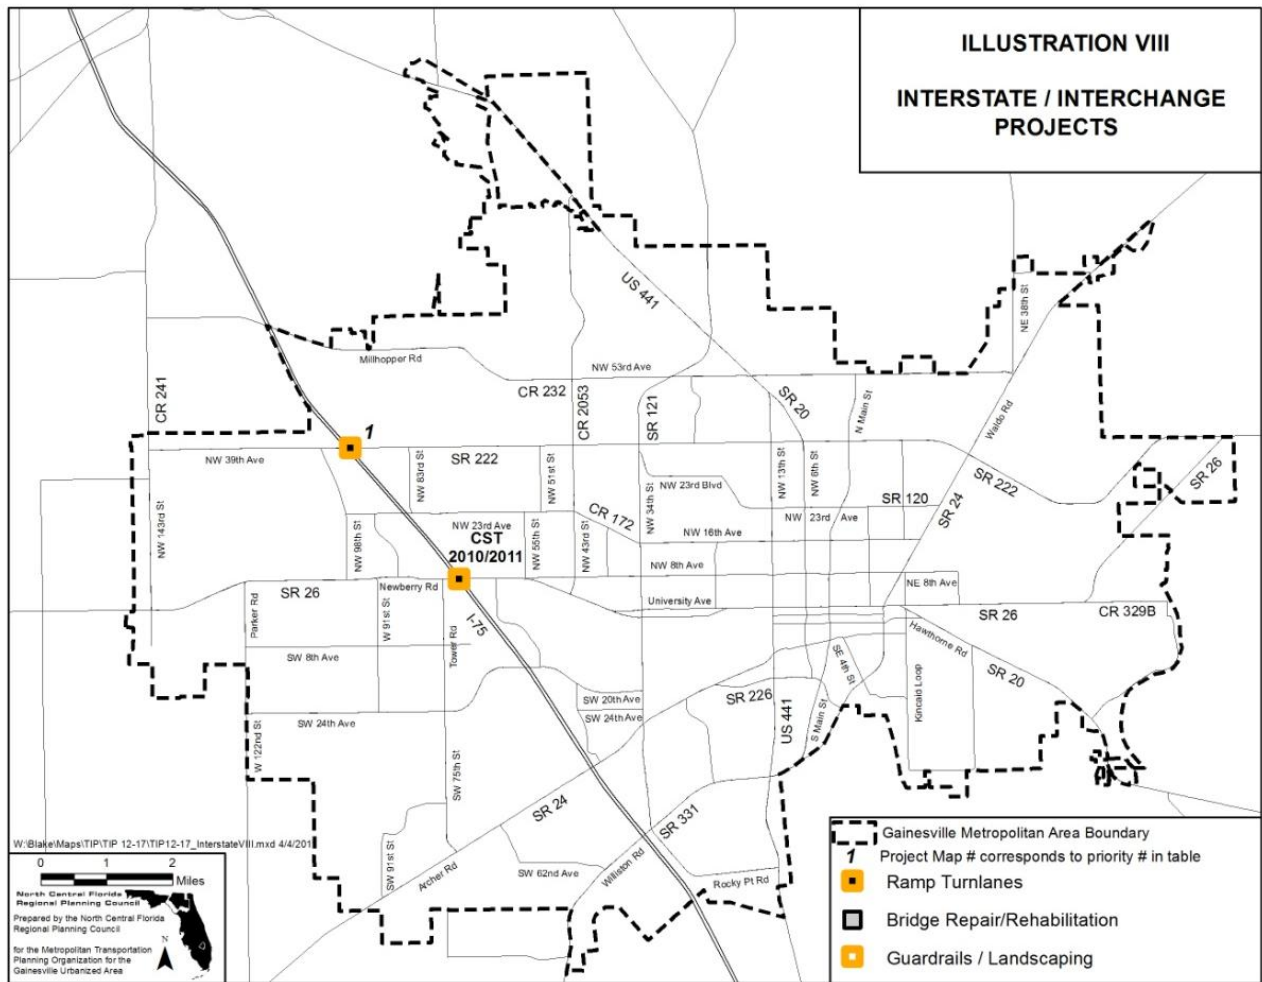 ILLUSTRATION VIII
INTERSTATE / INTERCHANGE
PROJECTS
US 441
NE 38th St
Millhopper Rd
NW 53rd Ave
CR 241
CR 232
CR 2053
SR 121
SR 20
N Main St
Waldo Rd
1
NW 39th Ave
NW 83rd St
SR 222
NW 51st St
NW 13th St
NW 6th St
SR 222
SR 26
NW 23rd Blvd
SR 120
SR 24
NW 143rd St
NW 98th St
NW 23rd Ave
CST
2010/2011
NW 55th St
NW 43rd St
CR 172
NW 34th St
NW 23rd Ave
NW 16th Ave
NW 8th Ave
NE 8th Ave
SR 26
Newberry Rd
University Ave
SR 26
CR 329B
Parker Rd
W 91st St
Tower Rd
I-75
Hawthorne Rd
SW 8th Ave
SE 4th St
SR 20
Kincaid Loop
SW 20th Ave
SR 226
SW 24th Ave
SW 24th Ave
US 441
S Main St
W 122nd St
SW 75th St
SR 24
SR 331
SW 91st St
Archer Rd
SW 62nd Ave
Williston Rd
Rocky Pt Rd
W:\Blake\Maps\TIP\TIP 12-17\TIP12-17_InterstateVIII.mxd 4/4/201
0 1 2
Miles
North Central Florida
Regional Planning Council
Prepared by the North Central Florida
Regional Planning Council
for the Metropolitan Transportation
Planning Organization for the
Gainesville Urbanized Area
N
Gainesville Metropolitan Area Boundary
1 Project Map # corresponds to priority # in table
Ramp Turnlanes
Bridge Repair/Rehabilitation
Guardrails / Landscaping